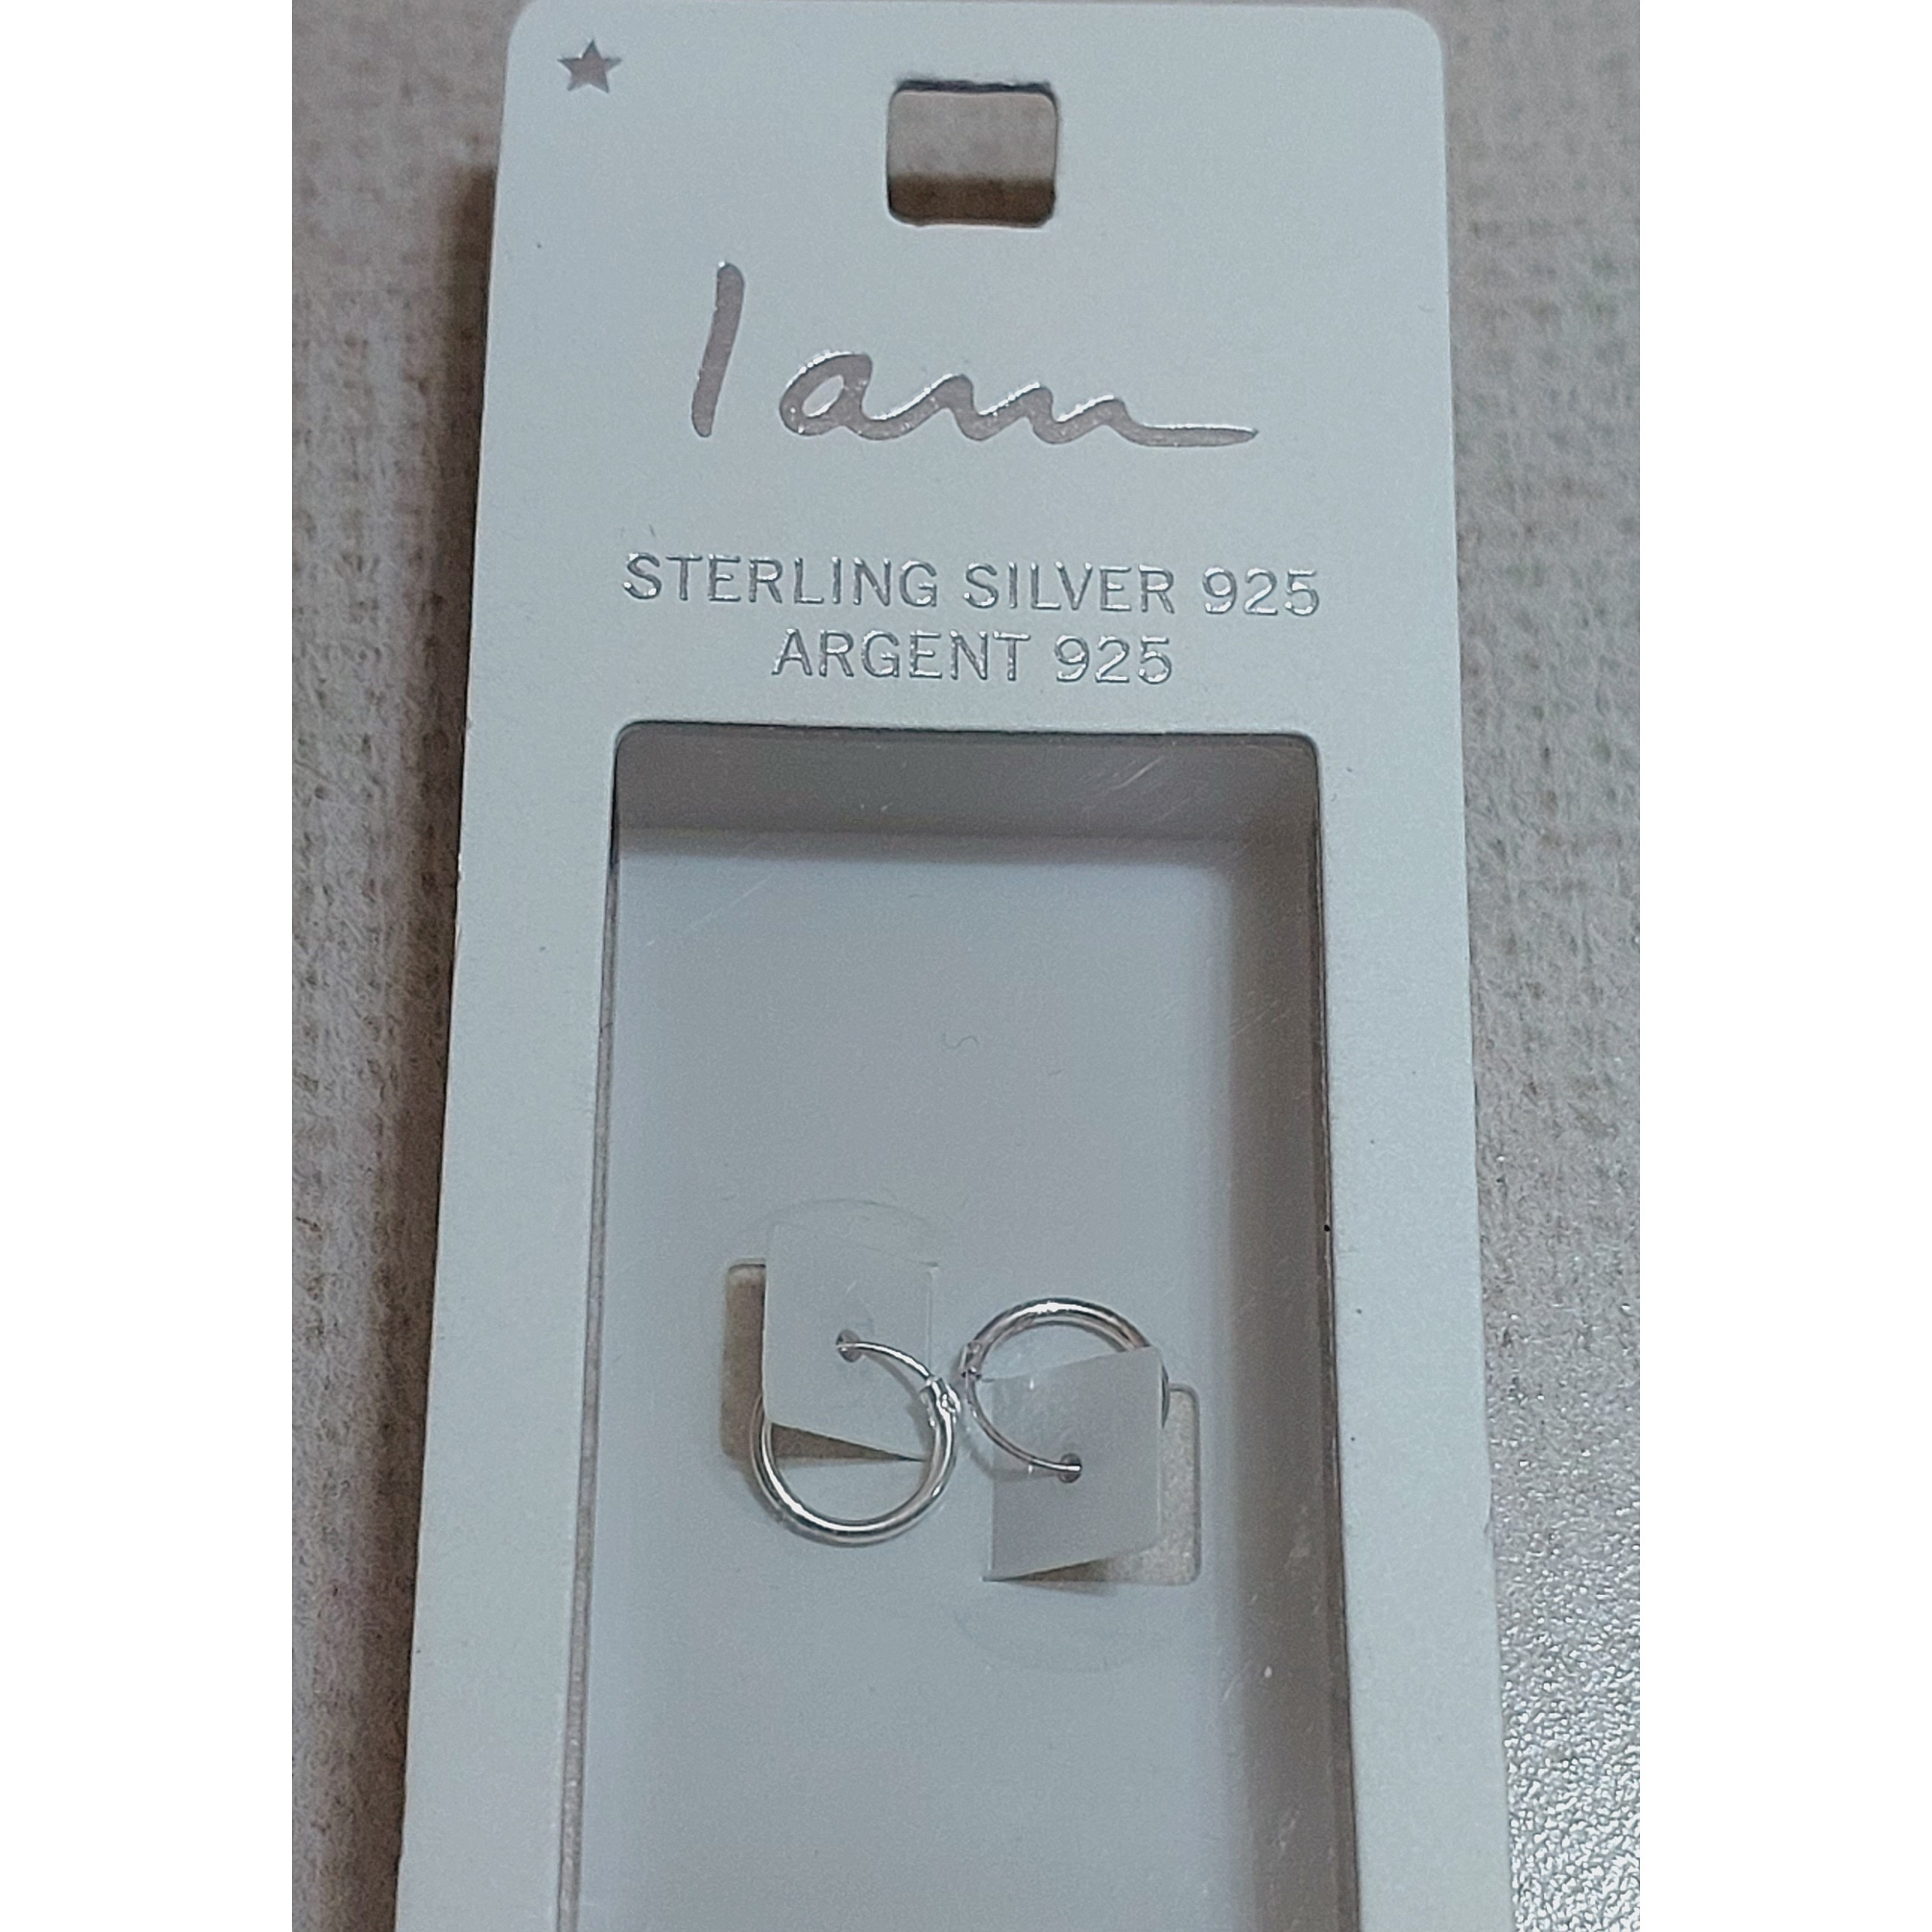 I am
STERLING SILVER 925
ARGENT 925